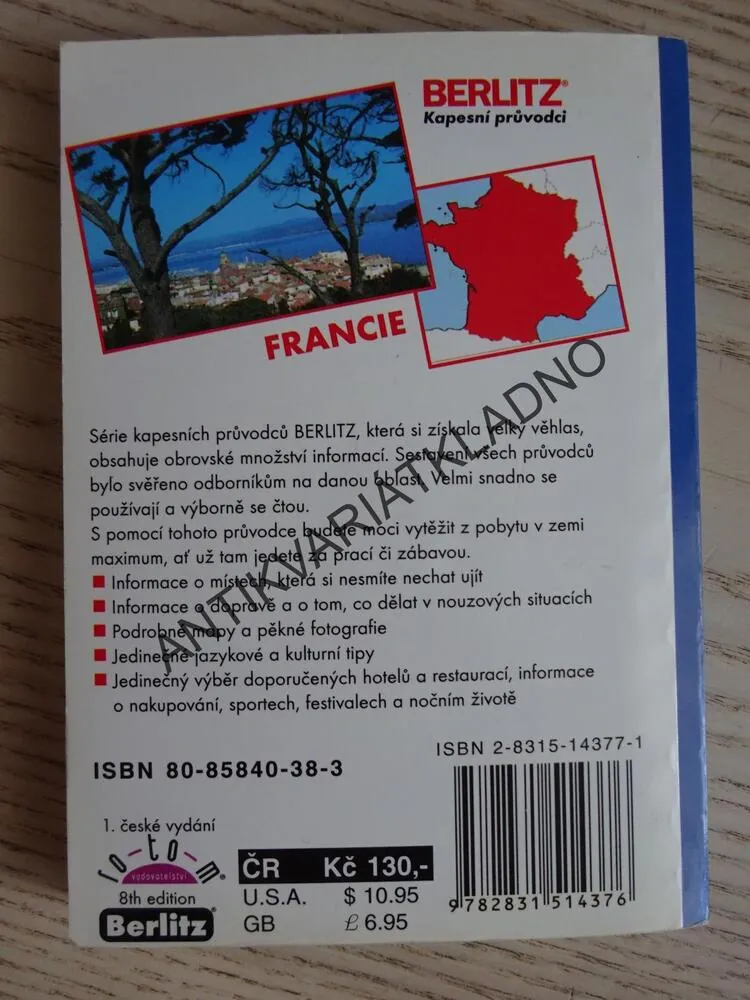 BERLITZ®
Kapesní průvodci
FRANCIE
Série kapesních průvodců BERLITZ, která si získala velký věhlas,
obsahuje obrovské množství informací. Sestavení všech průvodců
bylo svěřeno odborníkům na danou oblast. Velmi snadno se
používají a výborně se čtou.
S pomocí tohoto průvodce budete moci vytěžit z pobytu v zemi
maximum, ať už tam jedete za prací či zábavou.
Informace o místech, která si nesmíte nechat ujít
Informace o dopravě a o tom, co dělat v nouzových situacích
Podrobné mapy a pěkné fotografie
Jedinečné jazykové a kulturní tipy
Jedinečný výběr doporučených hotelů a restaurací, informace
o nakupování, sportech, festivalech a nočním životě
ANTIKVARIÁTKLADNO
ISBN 80-85840-38-3
ISBN 2-8315-14377-1
1. české vydání
ro-to-m
vydavatelství
8th edition
Berlitz®
ČR Kč 130,-
U.S.A. $ 10.95
GB £ 6.95
9 782831 514376